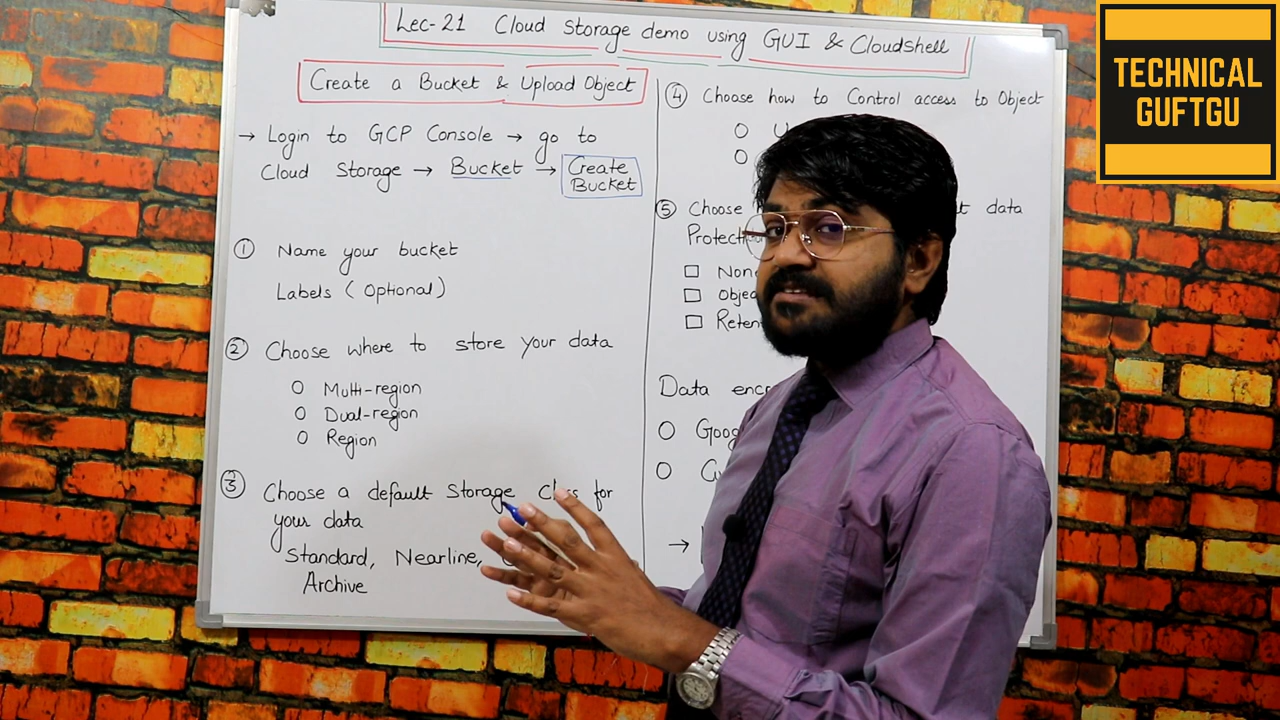 Lec-21 Cloud Storage demo using GUI & Cloudshell
Create a Bucket & Upload Object
→ Login to GCP Console → go to
Cloud Storage → Bucket → Create Bucket
① Name your bucket
Labels (Optional)
② Choose where to store your data
Multi-region
Dual-region
Region
③ Choose a default Storage for
your data
Standard, Nearline,
Archive
④ Choose how to Control access to Object
⑤ Choose data
Data
→
TECHNICAL
GUFTGU